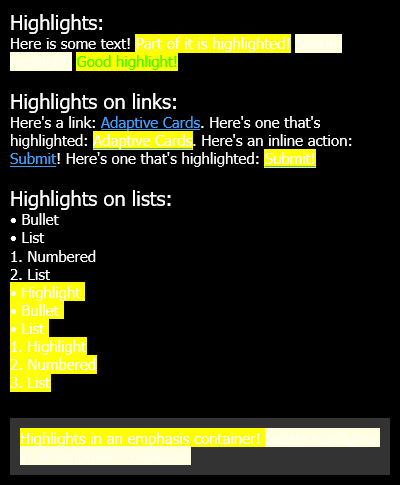 Highlights:
Here is some text! Part of it is highlighted!
Good highlight!
Highlights on links:
Here's a link: Adaptive Cards. Here's one that's
highlighted: Adaptive Cards. Here's an inline action:
Submit! Here's one that's highlighted: Submit!
Highlights on lists:
• Bullet
• List
1. Numbered
2. List
• Highlight
• Bullet
• List
1. Highlight
2. Numbered
3. List
Highlights in an emphasis container!